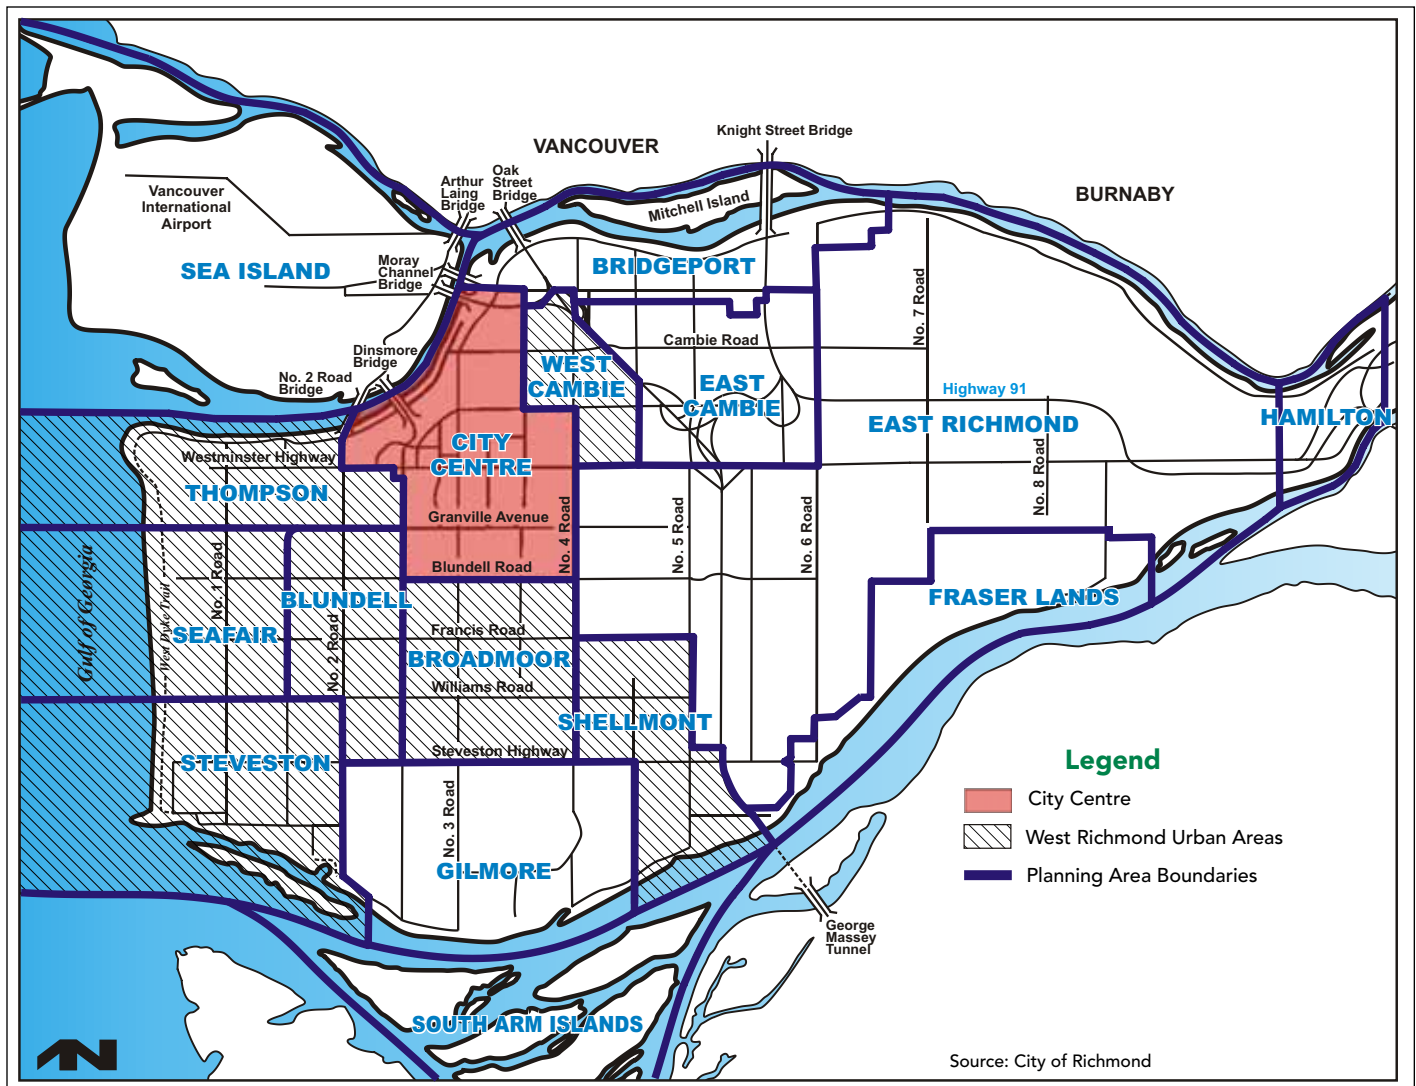 VANCOUVER
Knight Street Bridge
BURNABY
Arthur
Laing
Bridge
Oak
Street
Bridge
Mitchell Island
Vancouver
International
Airport
SEA ISLAND
Moray
Channel
Bridge
BRIDGEPORT
No. 7 Road
Cambie Road
Dinsmore
Bridge
No. 2 Road
Bridge
WEST
CAMBIE
EAST
CAMBIE
Highway 91
EAST RICHMOND
HAMILTON
CITY
CENTRE
Westminster Highway
THOMPSON
No. 8 Road
Granville Avenue
No. 4 Road
No. 5 Road
No. 6 Road
Blundell Road
Gulf of Georgia
West Dyke Trail
No. 1 Road
BLUNDELL
SEAFAIR
No. 2 Road
Francis Road
BROADMOOR
Williams Road
FRASER LANDS
SHELLMONT
Steveston Highway
STEVESTON
No. 3 Road
GILMORE
George
Massey
Tunnel
SOUTH ARM ISLANDS
Legend
City Centre
West Richmond Urban Areas
Planning Area Boundaries
N
Source: City of Richmond